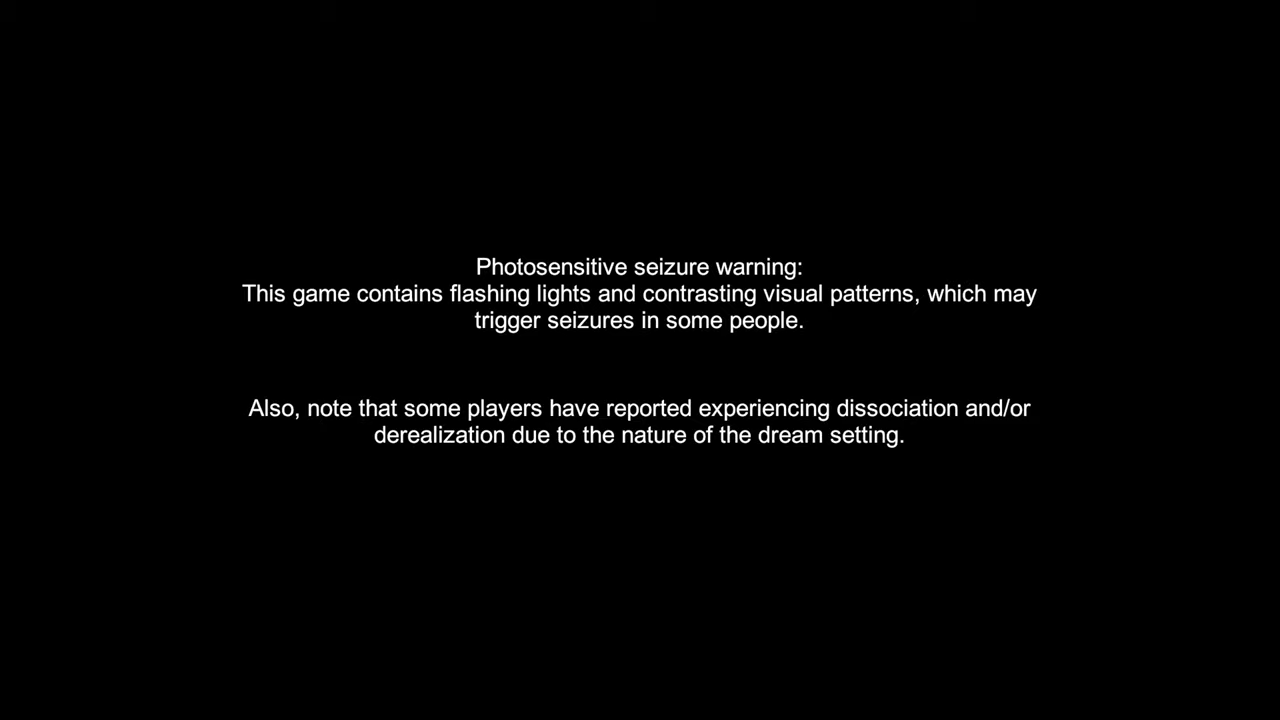 Photosensitive seizure warning:
This game contains flashing lights and contrasting visual patterns, which may
trigger seizures in some people.
Also, note that some players have reported experiencing dissociation and/or
derealization due to the nature of the dream setting.